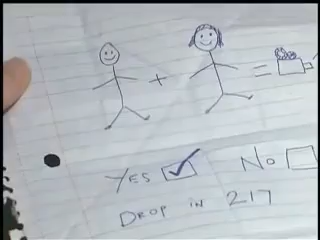 + =
YES NO
DROP IN 217